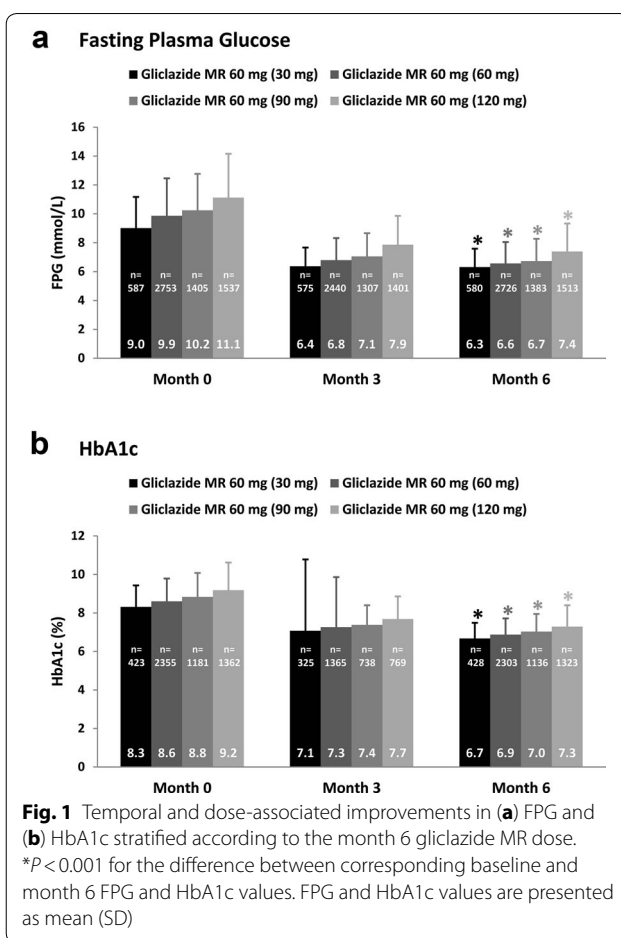 a Fasting Plasma Glucose
Gliclazide MR 60 mg (30 mg) Gliclazide MR 60 mg (60 mg)
Gliclazide MR 60 mg (90 mg) Gliclazide MR 60 mg (120 mg)
FPG (mmol/L)
16
14
12
10
8
6
4
2
0
* * * *
n= n= n= n= n= n= n= n= n= n= n= n=
587 2753 1405 1537 575 2440 1307 1401 580 2726 1383 1513
9.0 9.9 10.2 11.1 6.4 6.8 7.1 7.9 6.3 6.6 6.7 7.4
Month 0 Month 3 Month 6
b HbA1c
Gliclazide MR 60 mg (30 mg) Gliclazide MR 60 mg (60 mg)
Gliclazide MR 60 mg (90 mg) Gliclazide MR 60 mg (120 mg)
HbA1c (%)
12
10
8
6
4
2
0
* * * *
n= n= n= n= n= n= n= n= n= n= n= n=
423 2355 1181 1362 325 1365 738 769 428 2303 1136 1323
8.3 8.6 8.8 9.2 7.1 7.3 7.4 7.7 6.7 6.9 7.0 7.3
Month 0 Month 3 Month 6
Fig. 1 Temporal and dose-associated improvements in (a) FPG and
(b) HbA1c stratified according to the month 6 gliclazide MR dose.
*P < 0.001 for the difference between corresponding baseline and
month 6 FPG and HbA1c values. FPG and HbA1c values are presented
as mean (SD)